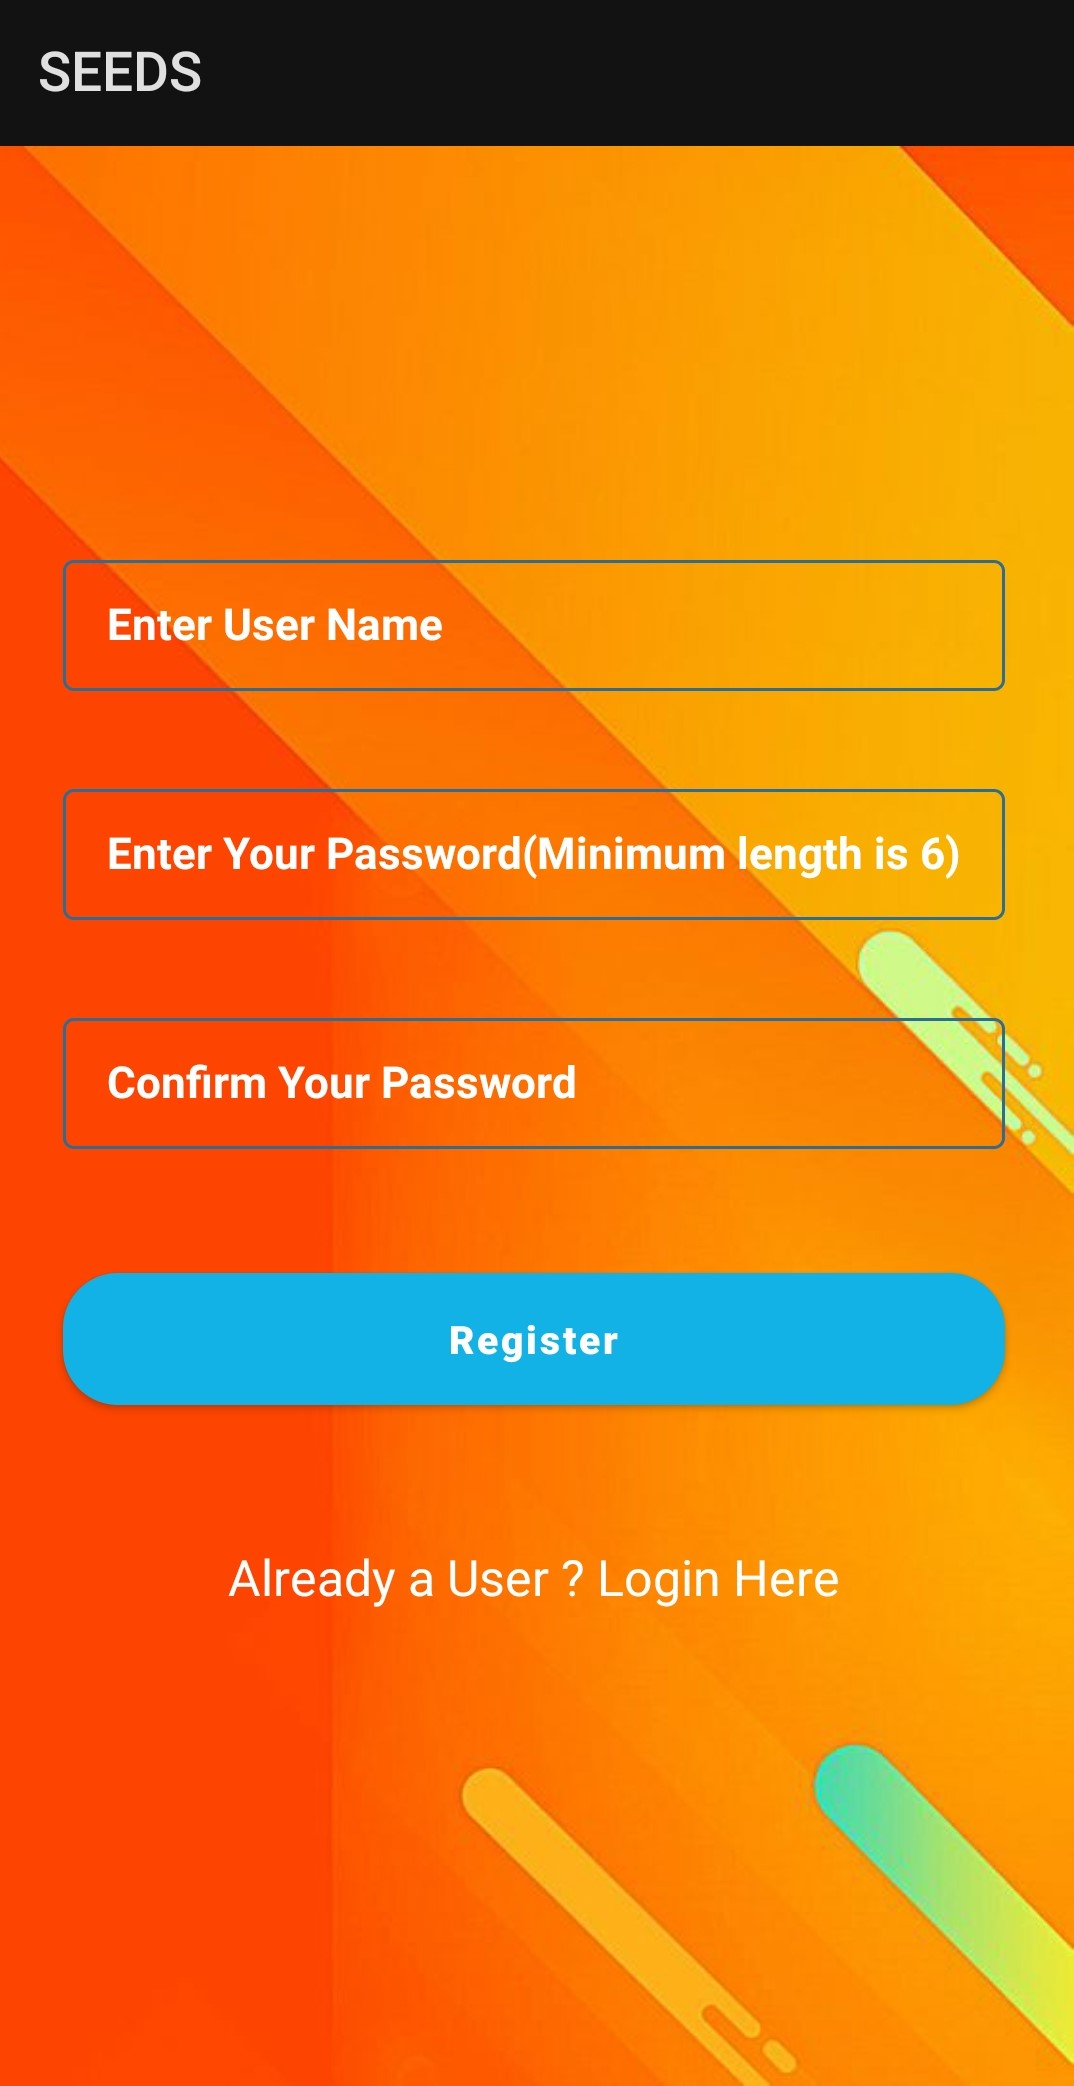 SEEDS
Enter User Name
Enter Your Password(Minimum length is 6)
Confirm Your Password
Register
Already a User ? Login Here